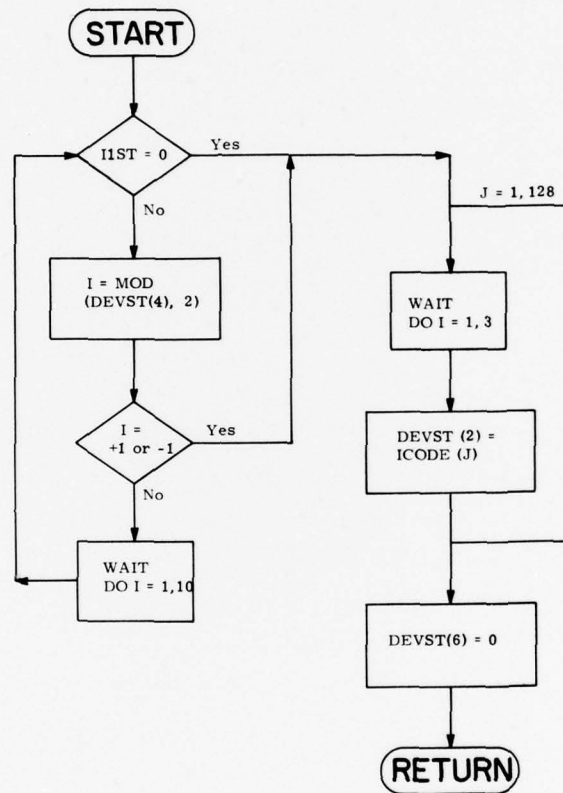 START
I1ST = 0
Yes
No
I = MOD
(DEVST(4), 2)
I =
+1 or -1
Yes
No
WAIT
DO I = 1,10
J = 1, 128
WAIT
DO I = 1, 3
DEVST (2) =
ICODE (J)
DEVST(6) = 0
RETURN